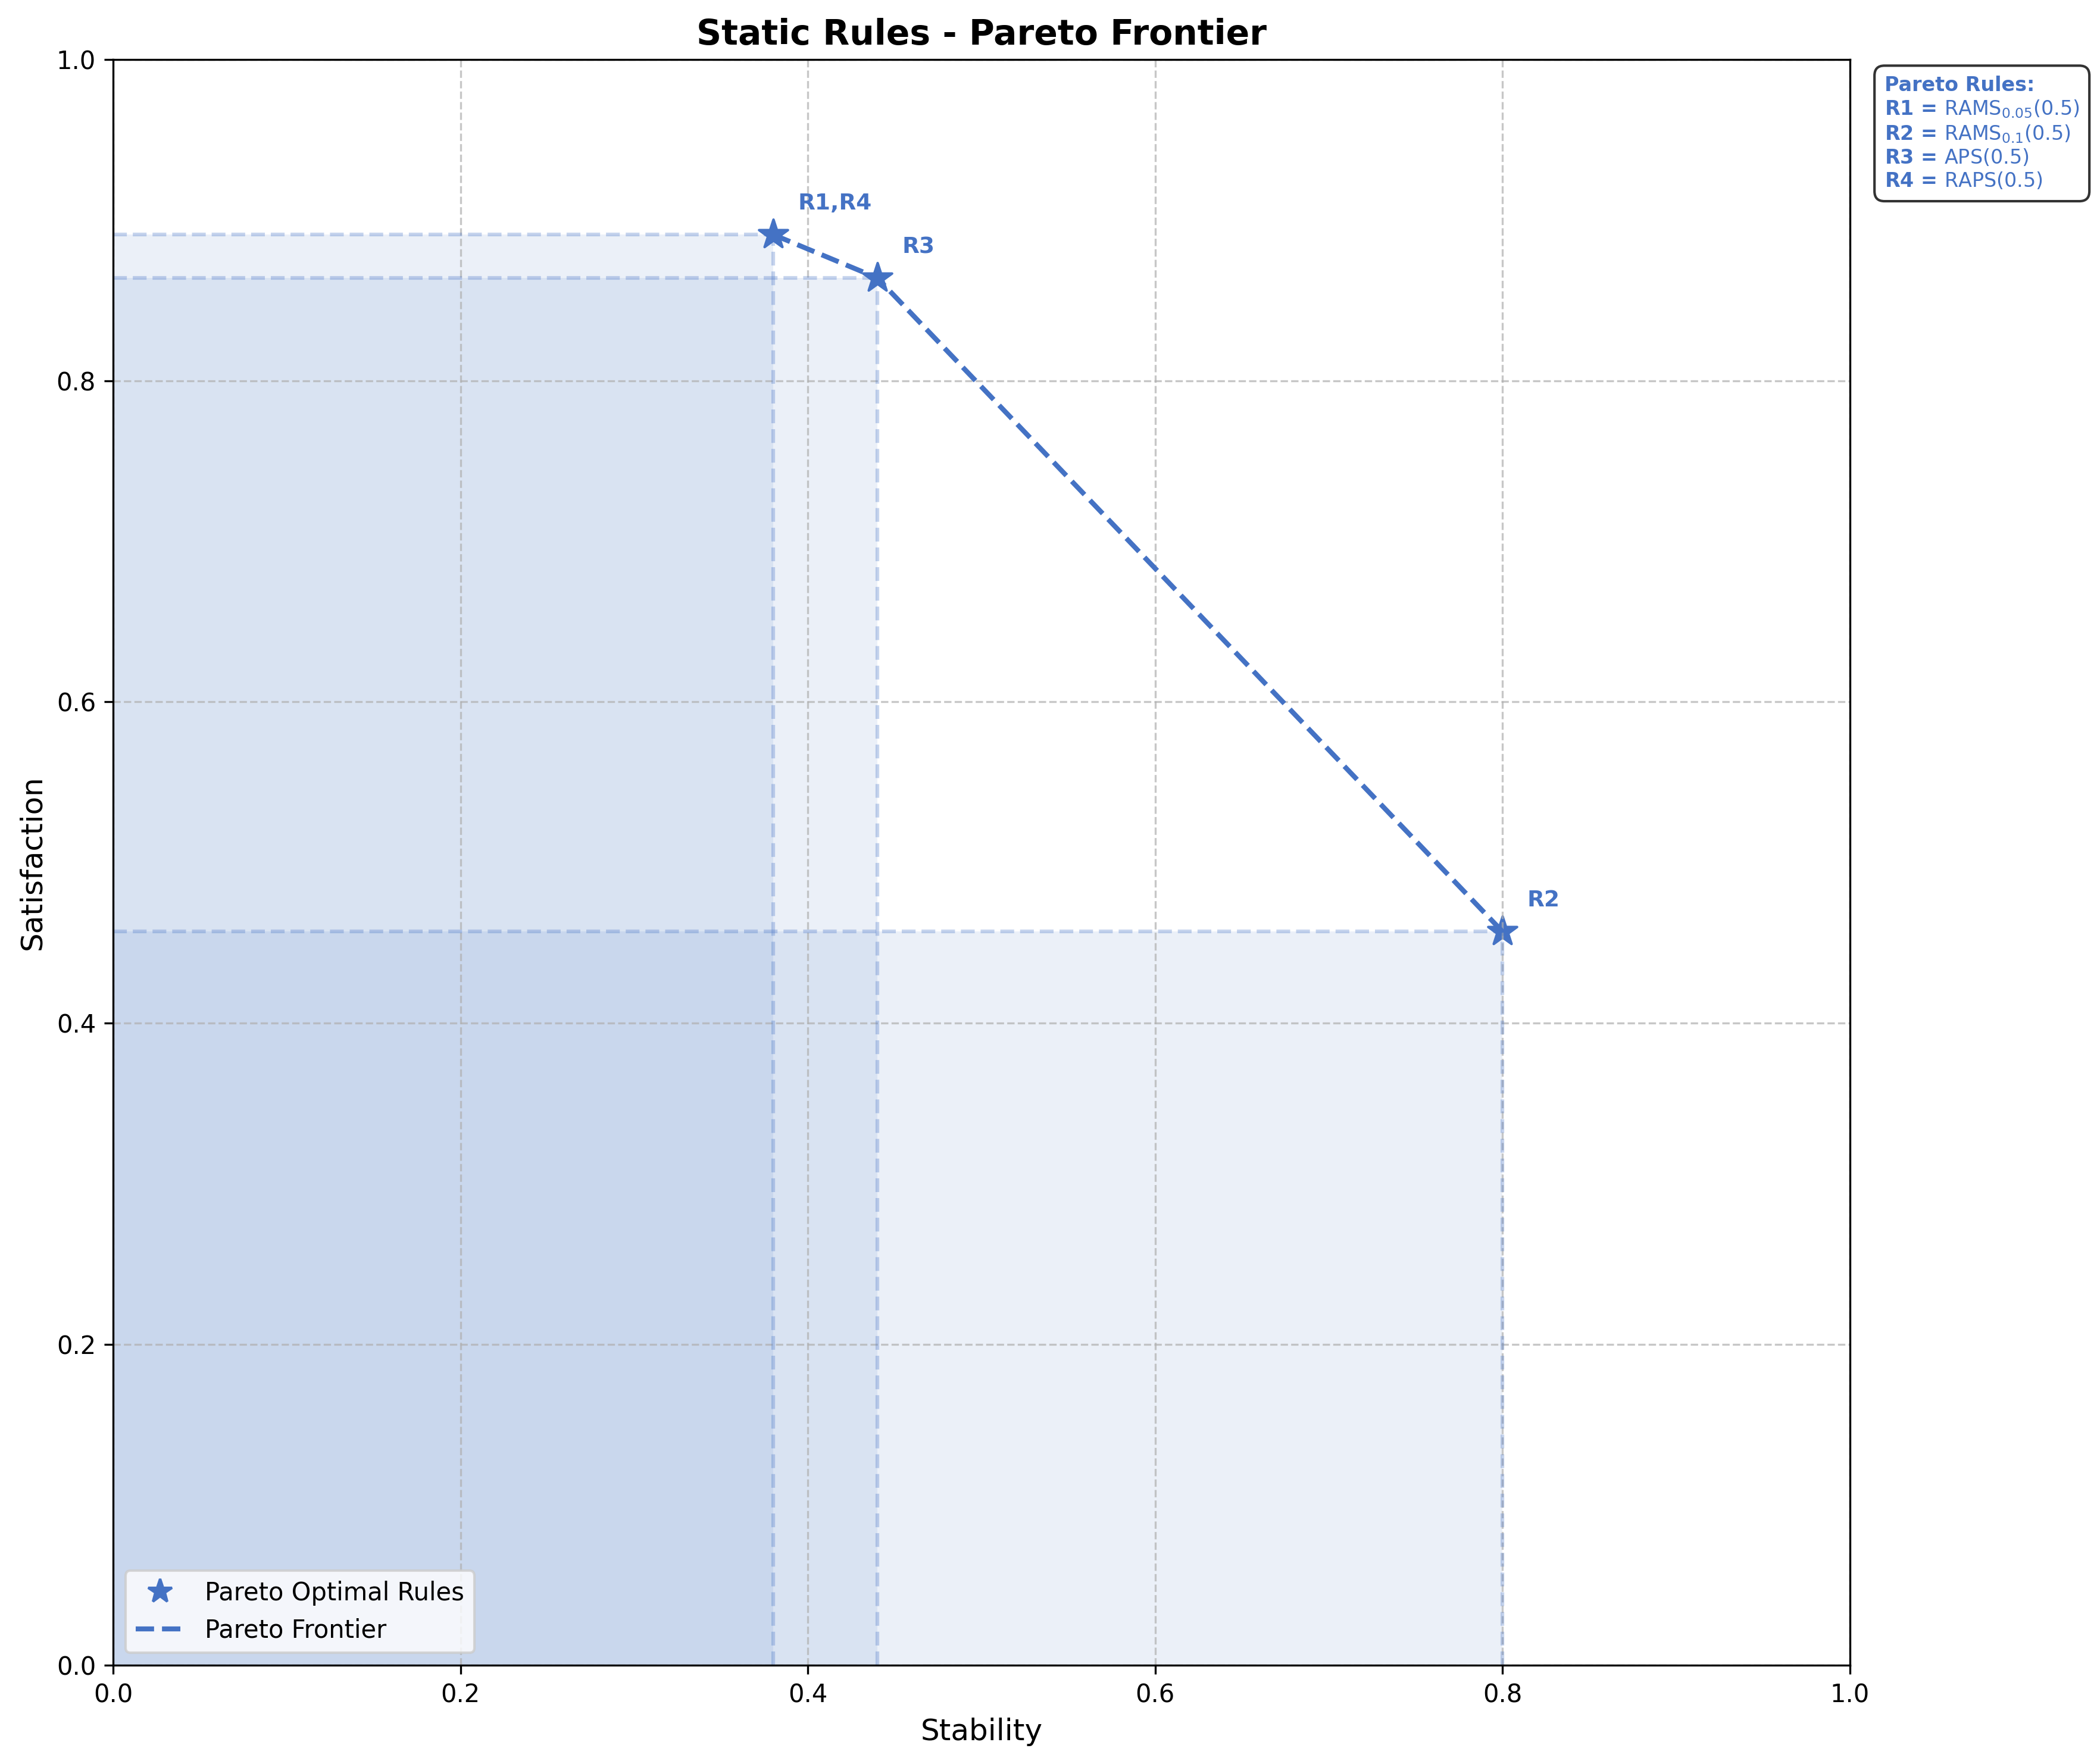 Static Rules - Pareto Frontier
Pareto Rules:
R1 = RAMS0.05(0.5)
R2 = RAMS0.1(0.5)
R3 = APS(0.5)
R4 = RAPS(0.5)
1.0
0.8
0.6
0.4
0.2
0.0
Satisfaction
R1,R4
R3
R2
Pareto Optimal Rules
Pareto Frontier
0.0 0.2 0.4 0.6 0.8 1.0
Stability